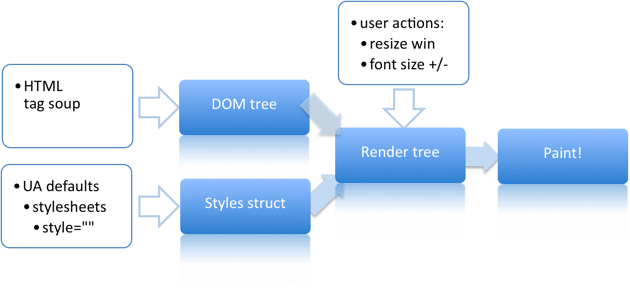 • user actions:
• resize win
• font size +/-
• HTML
tag soup
DOM tree
Render tree
Paint!
• UA defaults
• stylesheets
• style=""
Styles struct